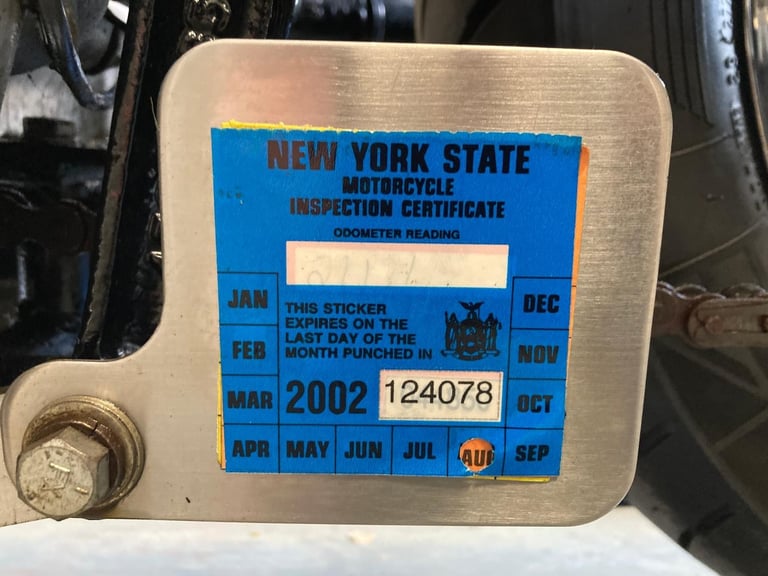 NEW YORK STATE
MOTORCYCLE
INSPECTION CERTIFICATE
ODOMETER READING
JAN
FEB
MAR
APR
MAY
JUN
JUL
AUG
SEP
OCT
NOV
DEC
THIS STICKER
EXPIRES ON THE
LAST DAY OF THE
MONTH PUNCHED IN
2002
124078